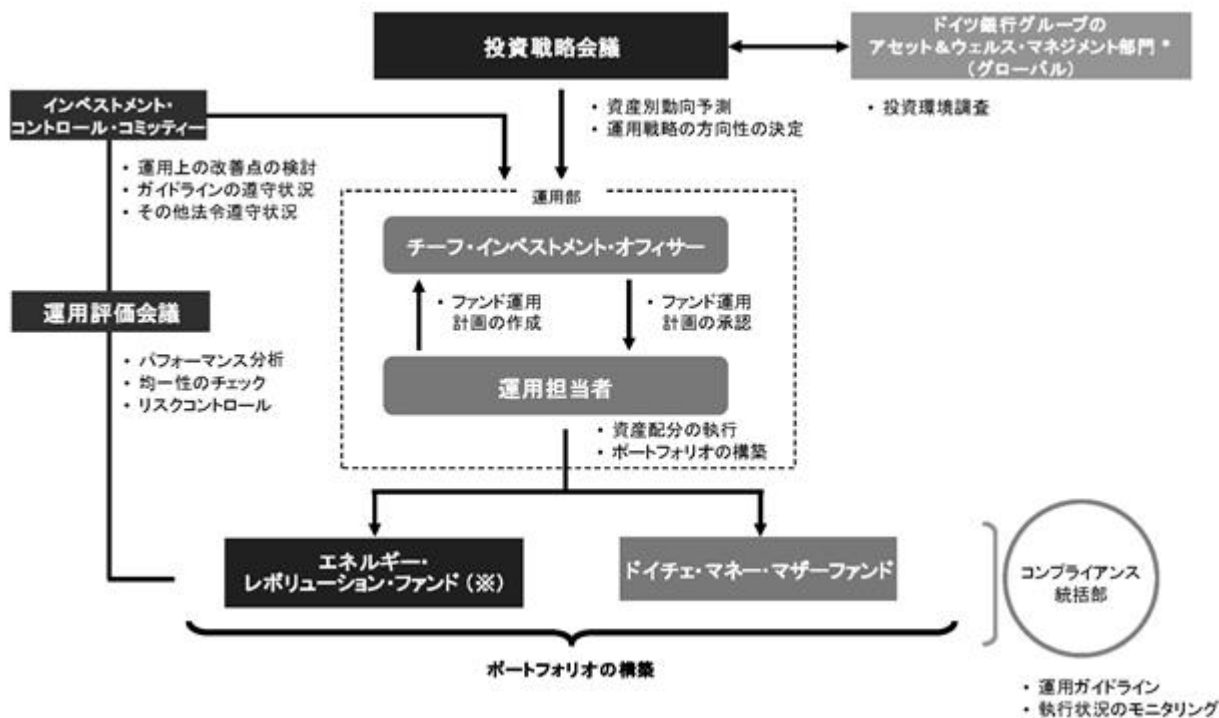 投資戦略会議
ドイツ銀行グループの
アセット&ウェルス・マネジメント部門*
(グローバル)
・資産別動向予測
・運用戦略の方向性の決定
・投資環境調査
インベストメント・
コントロール・コミッティー
・運用上の改善点の検討
・ガイドラインの遵守状況
・その他法令遵守状況
運用部
チーフ・インベストメント・オフィサー
・ファンド運用
計画の作成
・ファンド運用
計画の承認
運用評価会議
・パフォーマンス分析
・均一性のチェック
・リスクコントロール
運用担当者
・資産配分の執行
・ポートフォリオの構築
エネルギー・
レボリューション・ファンド(※)
ドイチェ・マネー・マザーファンド
コンプライアンス
統括部
ポートフォリオの構築
・運用ガイドライン
・執行状況のモニタリング